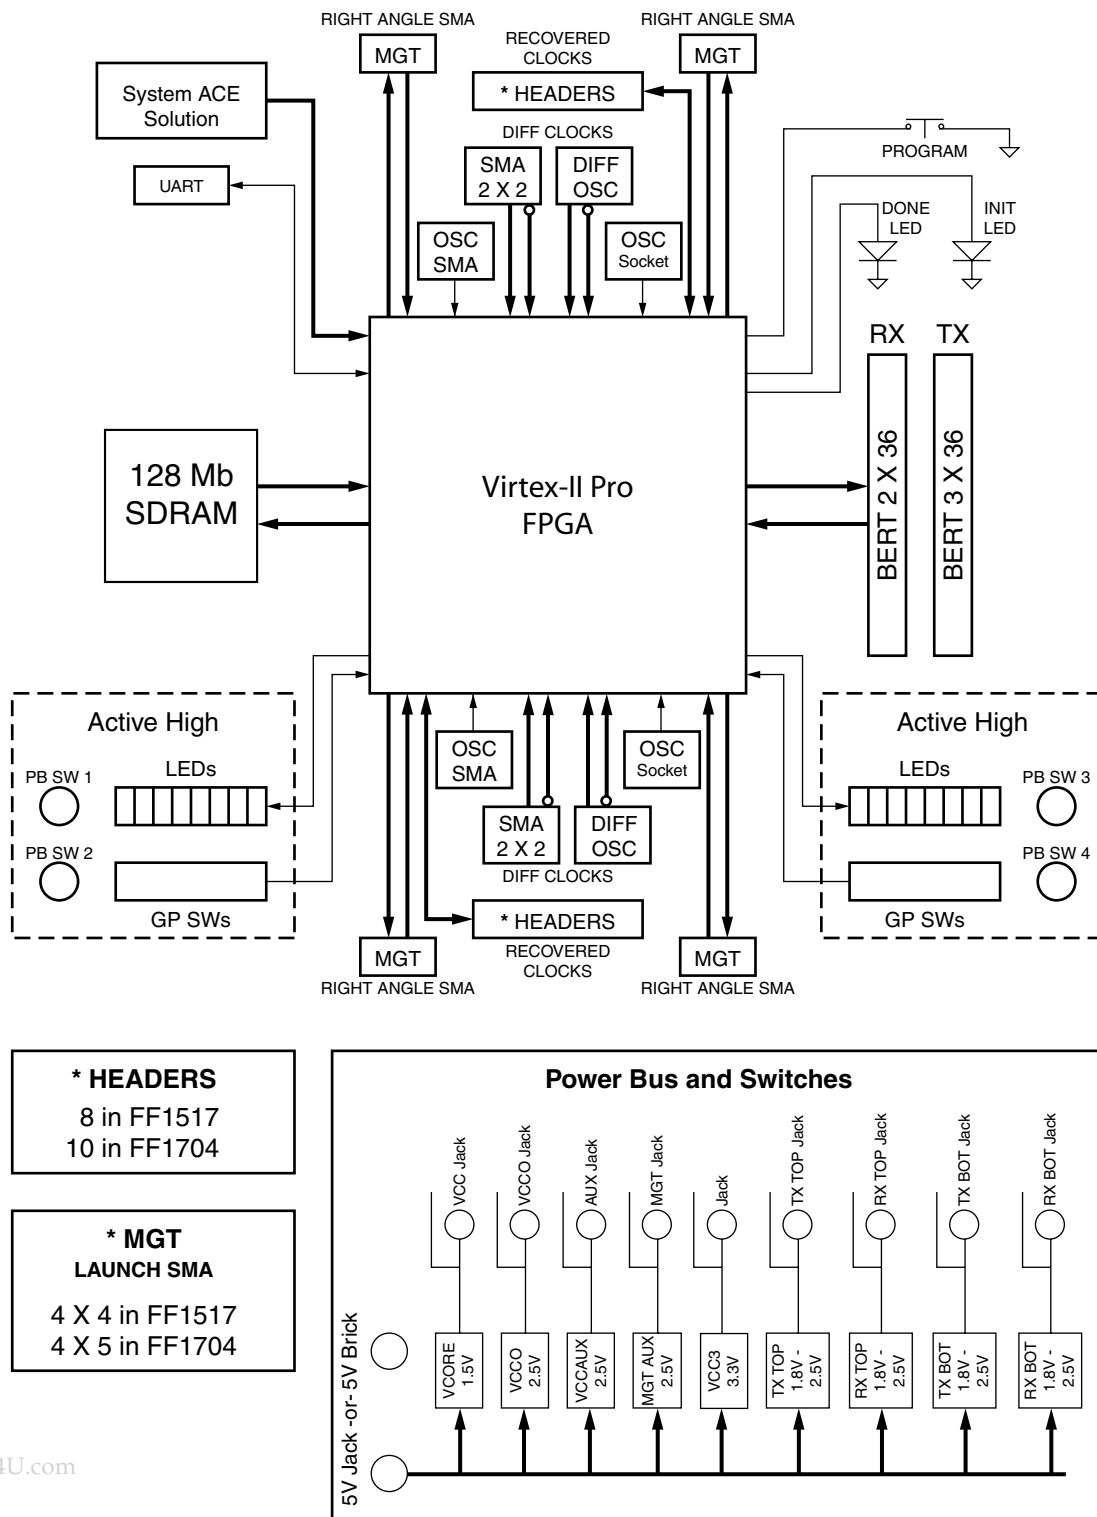 RIGHT ANGLE SMA
MGT
RECOVERED
CLOCKS
* HEADERS
RIGHT ANGLE SMA
MGT
System ACE
Solution
UART
DIFF CLOCKS
SMA
2 X 2
DIFF
OSC
OSC
SMA
OSC
Socket
PROGRAM
DONE
LED
INIT
LED
RX
TX
BERT 2 X 36
BERT 3 X 36
128 Mb
SDRAM
Virtex-II Pro
FPGA
Active High
LEDs
PB SW 1
PB SW 2
GP SWs
OSC
SMA
OSC
Socket
SMA
2 X 2
DIFF
OSC
DIFF CLOCKS
* HEADERS
RECOVERED
CLOCKS
MGT
RIGHT ANGLE SMA
MGT
RIGHT ANGLE SMA
Active High
LEDs
PB SW 3
PB SW 4
GP SWs
* HEADERS
8 in FF1517
10 in FF1704
* MGT
LAUNCH SMA
4 X 4 in FF1517
4 X 5 in FF1704
Power Bus and Switches
VCC Jack
VCCO Jack
AUX Jack
MGT Jack
Jack
TX TOP Jack
RX TOP Jack
TX BOT Jack
RX BOT Jack
5V Jack -or- 5V Brick
VCORE
1.5V
VCCO
2.5V
VCCAUX
2.5V
MGT AUX
2.5V
VCC3
3.3V
TX TOP
1.8V -
2.5V
RX TOP
1.8V -
2.5V
TX BOT
1.8V -
2.5V
RX BOT
1.8V -
2.5V
4U.com